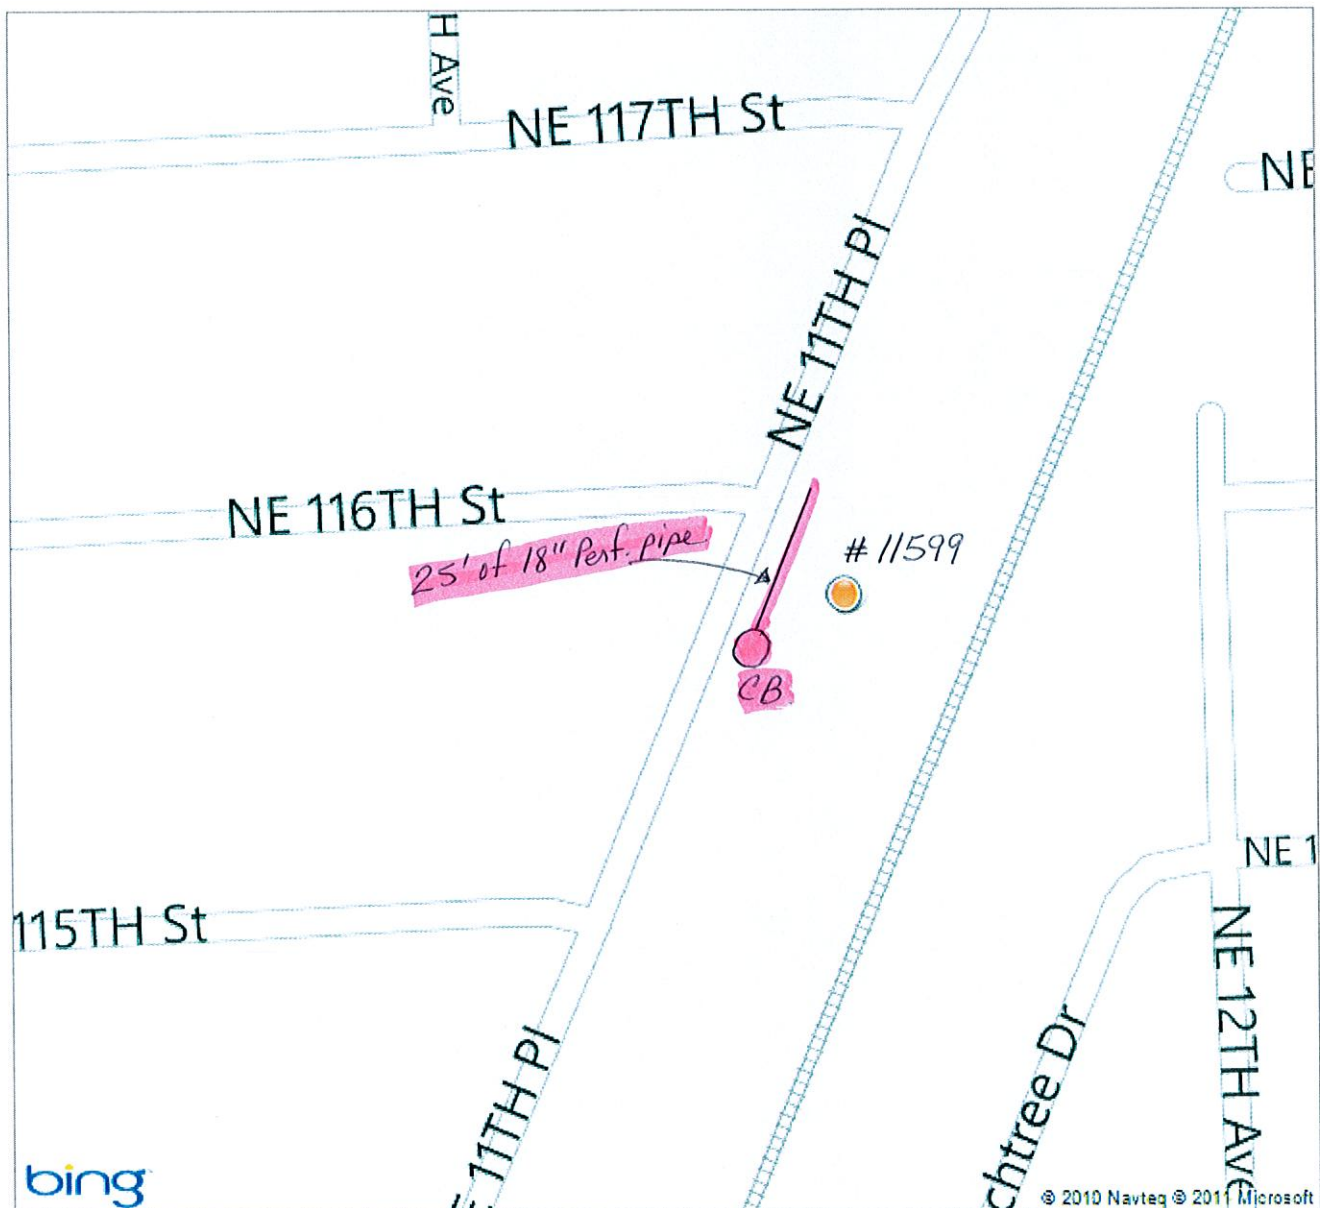 H Ave
NE 117TH St
NE
NE 11TH Pl
NE 116TH St
25' of 18" Perf. pipe
# 11599
CB
NE 1
115TH St
NE 12TH Ave
E 11TH Pl
chtree Dr
bing
© 2010 Navteq © 2011 Microsoft